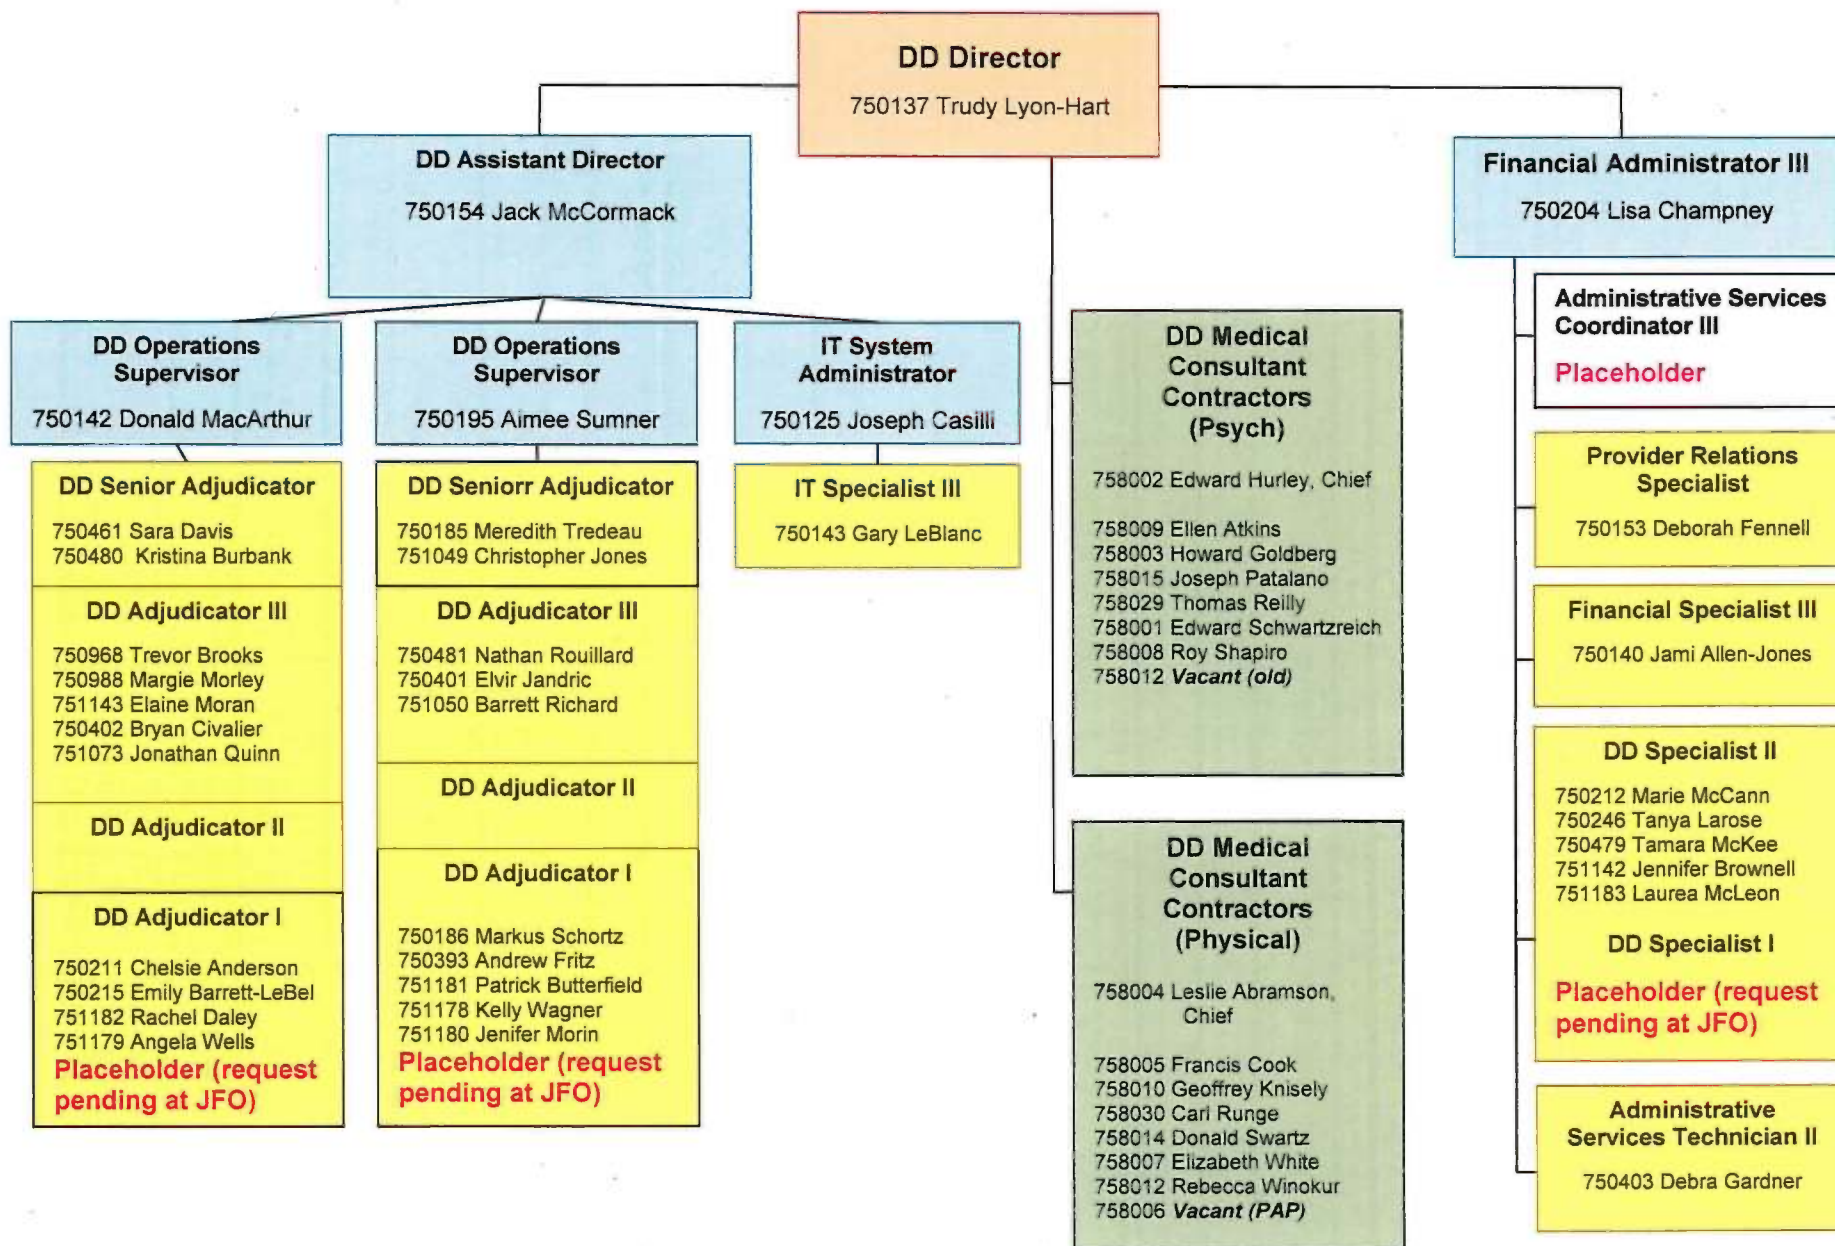 DD Director
750137 Trudy Lyon-Hart
DD Assistant Director
750154 Jack McCormack
Financial Administrator III
750204 Lisa Champney
DD Operations
Supervisor
750142 Donald MacArthur
DD Operations
Supervisor
750195 Aimee Sumner
IT System
Administrator
750125 Joseph Casilli
DD Senior Adjudicator
750461 Sara Davis
750480 Kristina Burbank
DD Adjudicator III
750968 Trevor Brooks
750988 Margie Morley
751143 Elaine Moran
750402 Bryan Civalier
751073 Jonathan Quinn
DD Adjudicator II
DD Adjudicator I
750211 Chelsie Anderson
750215 Emily Barrett-LeBel
751182 Rachel Daley
751179 Angela Wells
Placeholder (request
pending at JFO)
DD Seniorr Adjudicator
750185 Meredith Tredeau
751049 Christopher Jones
DD Adjudicator III
750481 Nathan Rouillard
750401 Elvir Jandric
751050 Barrett Richard
DD Adjudicator II
DD Adjudicator I
750186 Markus Schortz
750393 Andrew Fritz
751181 Patrick Butterfield
751178 Kelly Wagner
751180 Jenifer Morin
Placeholder (request
pending at JFO)
IT Specialist III
750143 Gary LeBlanc
DD Medical
Consultant
Contractors
(Psych)
758002 Edward Hurley, Chief
758009 Ellen Atkins
758003 Howard Goldberg
758015 Joseph Patalano
758029 Thomas Reilly
758001 Edward Schwartzreich
758008 Roy Shapiro
758012 Vacant (old)
DD Medical
Consultant
Contractors
(Physical)
758004 Leslie Abramson,
Chief
758005 Francis Cook
758010 Geoffrey Knisely
758030 Carl Runge
758014 Donald Swartz
758007 Elizabeth White
758012 Rebecca Winokur
758006 Vacant (PAP)
Administrative Services
Coordinator III
Placeholder
Provider Relations
Specialist
750153 Deborah Fennell
Financial Specialist III
750140 Jami Allen-Jones
DD Specialist II
750212 Marie McCann
750246 Tanya Larose
750479 Tamara McKee
751142 Jennifer Brownell
751183 Laurea McLeon
DD Specialist I
Placeholder (request
pending at JFO)
Administrative
Services Technician II
750403 Debra Gardner